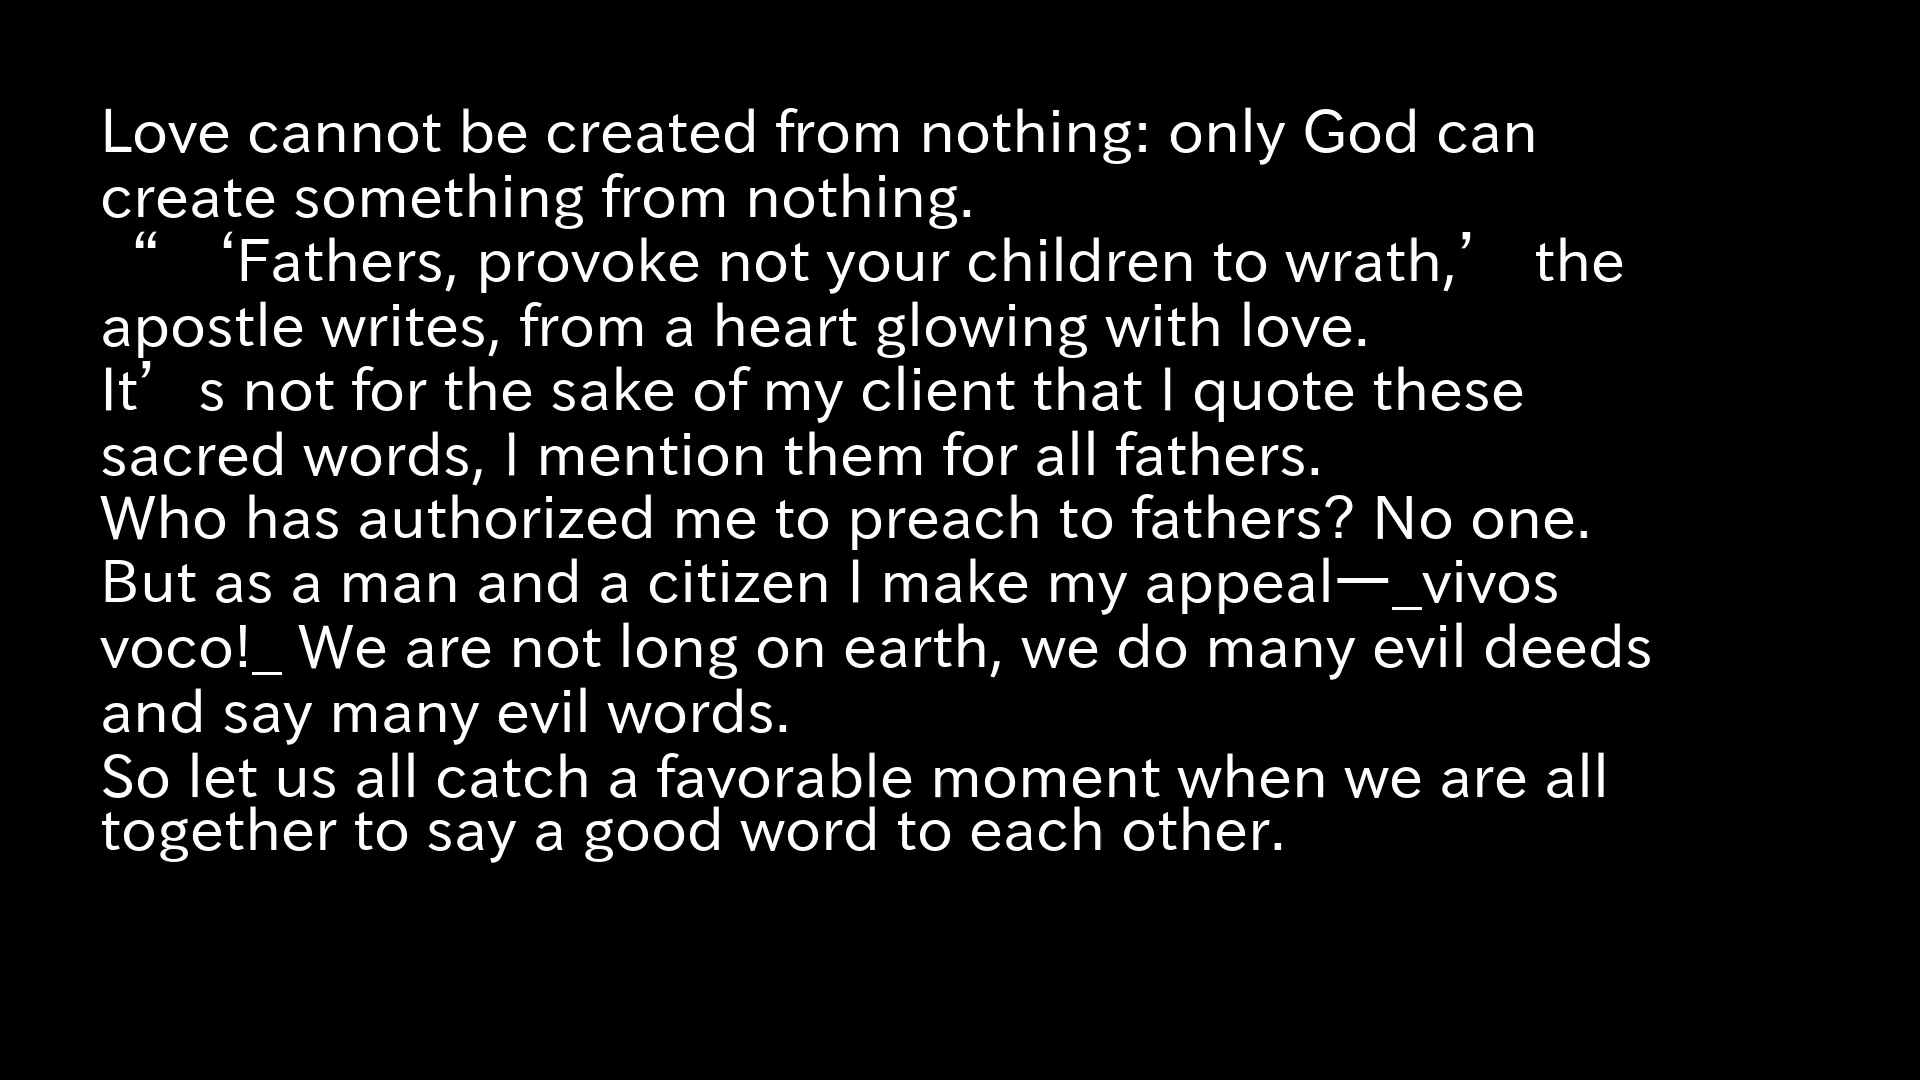 Love cannot be created from nothing: only God can
create something from nothing.
“ ‘Fathers, provoke not your children to wrath,’ the
apostle writes, from a heart glowing with love.
It’s not for the sake of my client that I quote these
sacred words, I mention them for all fathers.
Who has authorized me to preach to fathers? No one.
But as a man and a citizen I make my appeal—_vivos
voco!_ We are not long on earth, we do many evil deeds
and say many evil words.
So let us all catch a favorable moment when we are all
together to say a good word to each other.